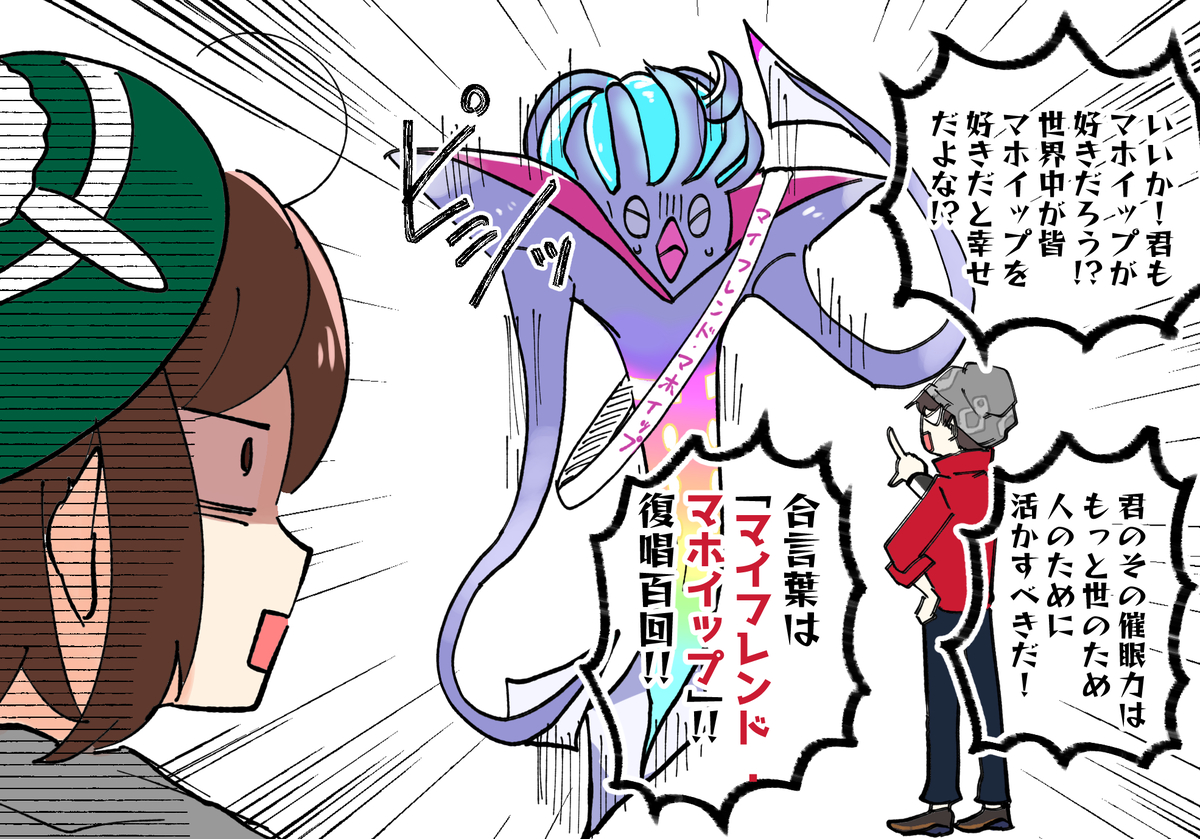 いいか！君も
マホイップが
好きだろう！？
世界中が皆
マホイップを
好きだと幸せ
だよな！？
君のその催眠力は
もっと世のため
人のために
活かすべきだ！
合言葉は
「マイフレンド・
マホイップ」！！
復唱百回！！
マイフレンド・マホイップ
ピシッ